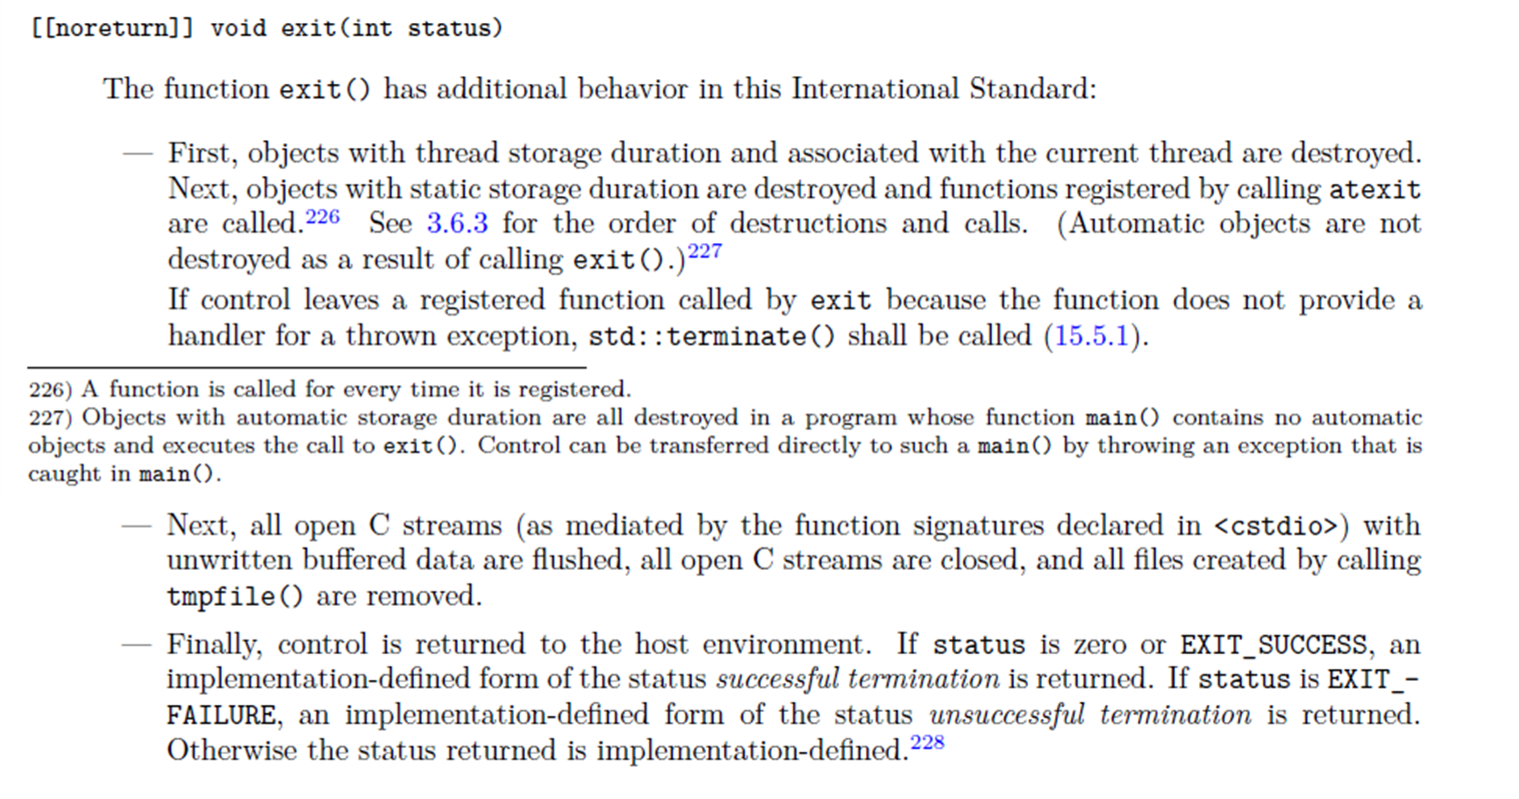 [[noreturn]] void exit(int status)
The function exit() has additional behavior in this International Standard:
— First, objects with thread storage duration and associated with the current thread are destroyed.
Next, objects with static storage duration are destroyed and functions registered by calling atexit
are called.226 See 3.6.3 for the order of destructions and calls. (Automatic objects are not
destroyed as a result of calling exit().)227
If control leaves a registered function called by exit because the function does not provide a
handler for a thrown exception, std::terminate() shall be called (15.5.1).
226) A function is called for every time it is registered.
227) Objects with automatic storage duration are all destroyed in a program whose function main() contains no automatic
objects and executes the call to exit(). Control can be transferred directly to such a main() by throwing an exception that is
caught in main().
— Next, all open C streams (as mediated by the function signatures declared in <cstdio>) with
unwritten buffered data are flushed, all open C streams are closed, and all files created by calling
tmpfile() are removed.
— Finally, control is returned to the host environment. If status is zero or EXIT_SUCCESS, an
implementation-defined form of the status successful termination is returned. If status is EXIT_-
FAILURE, an implementation-defined form of the status unsuccessful termination is returned.
Otherwise the status returned is implementation-defined.228